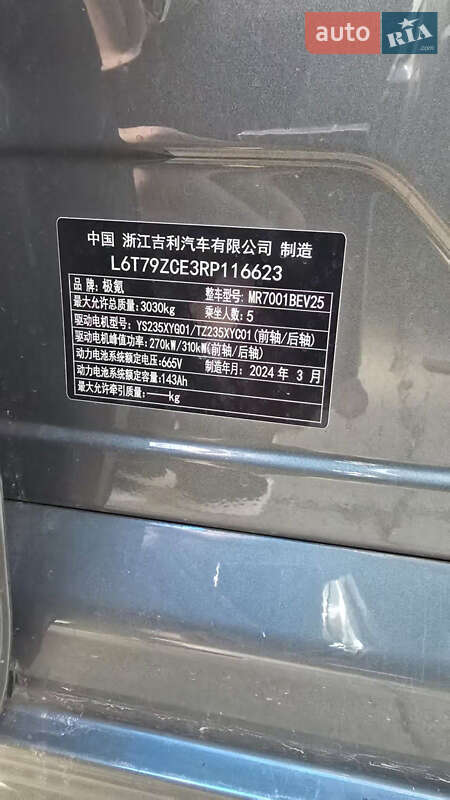 auto RIA.com
中国 浙江吉利汽车有限公司 制造
L6T79ZCE3RP116623
品 牌：极氪 整车型号：MR7001BEV25
最大允许总质量：3030kg 乘坐人数：5
驱动电机型号：YS235XYG01/TZ235XYC01(前轴/后轴)
驱动电机峰值功率：270kW/310kW(前轴/后轴)
动力电池系统额定电压：665V 制造年月：2024 年 3 月
动力电池系统额定容量：143Ah
最大允许牵引质量：——kg